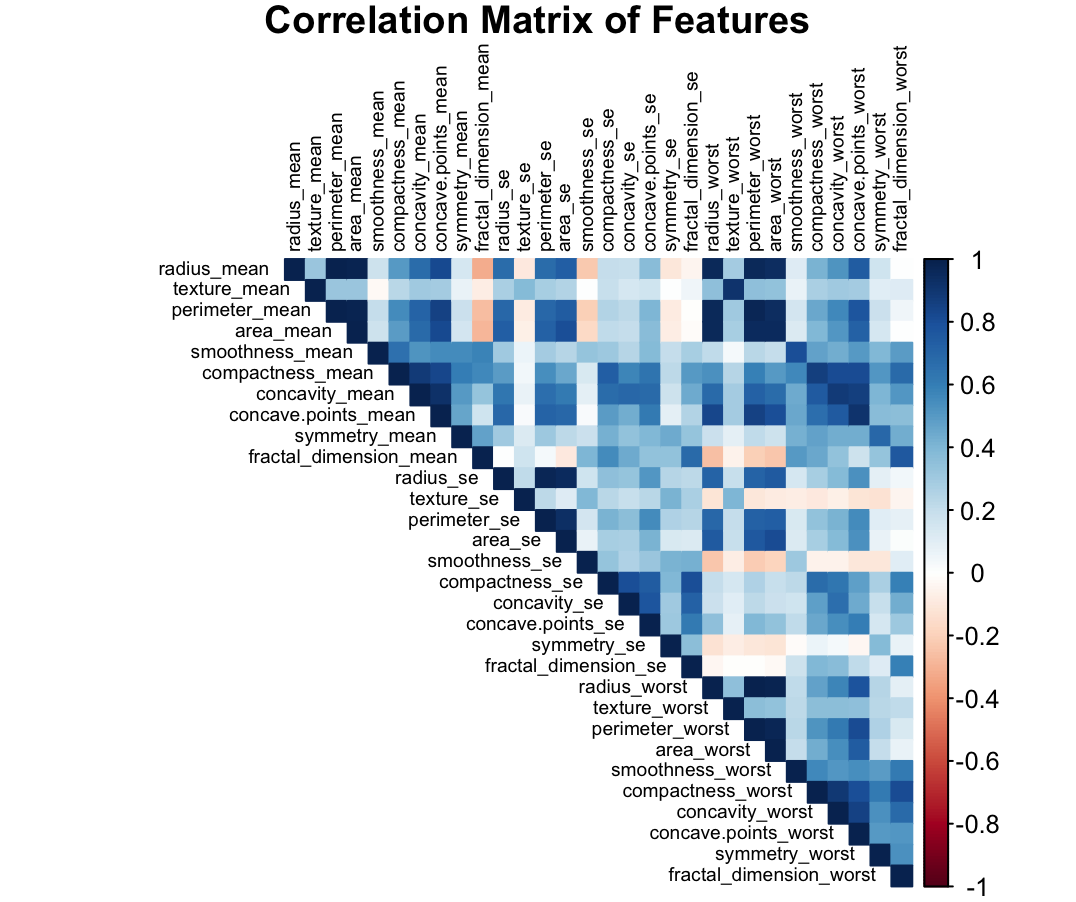 Correlation Matrix of Features
radius_mean
texture_mean
perimeter_mean
area_mean
smoothness_mean
compactness_mean
concavity_mean
concave.points_mean
symmetry_mean
fractal_dimension_mean
radius_se
texture_se
perimeter_se
area_se
smoothness_se
compactness_se
concavity_se
concave.points_se
symmetry_se
fractal_dimension_se
radius_worst
texture_worst
perimeter_worst
area_worst
smoothness_worst
compactness_worst
concavity_worst
concave.points_worst
symmetry_worst
fractal_dimension_worst
radius_mean
texture_mean
perimeter_mean
area_mean
smoothness_mean
compactness_mean
concavity_mean
concave.points_mean
symmetry_mean
fractal_dimension_mean
radius_se
texture_se
perimeter_se
area_se
smoothness_se
compactness_se
concavity_se
concave.points_se
symmetry_se
fractal_dimension_se
radius_worst
texture_worst
perimeter_worst
area_worst
smoothness_worst
compactness_worst
concavity_worst
concave.points_worst
symmetry_worst
fractal_dimension_worst
1
0.8
0.6
0.4
0.2
0
-0.2
-0.4
-0.6
-0.8
-1